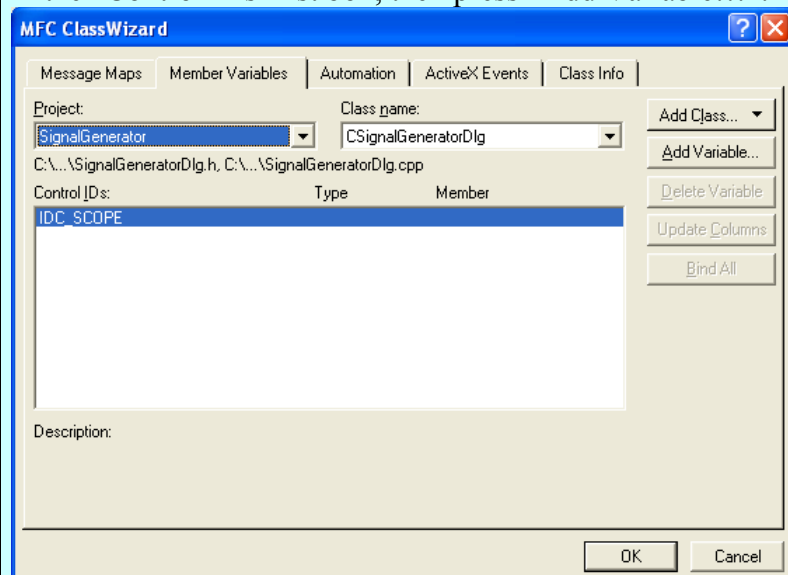 MFC ClassWizard
Message Maps Member Variables Automation ActiveX Events Class Info
Project: Class name: Add Class...
SignalGenerator CSignalGeneratorDlg Add Variable...
C:\...\SignalGeneratorDlg.h, C:\...\SignalGeneratorDlg.cpp
Control IDs: Type Member Delete Variable
IDC_SCOPE
Update Columns
Bind All
Description:
OK Cancel